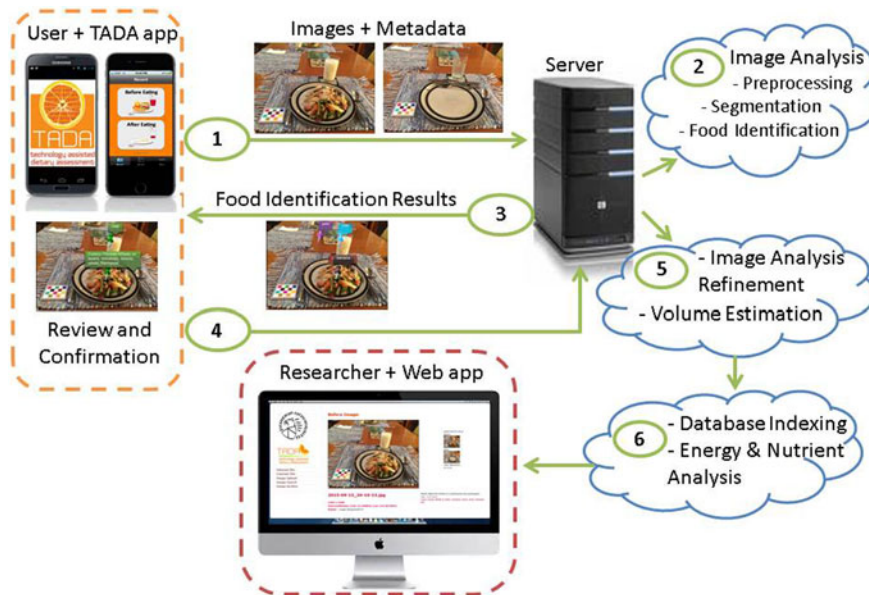 User + TADA app
Images + Metadata
Server
2
Image Analysis
- Preprocessing
- Segmentation
- Food Identification
TADA
technology assisted
dietary assessment
Before Eating
After Eating
1
Food Identification Results
3
5
- Image Analysis
Refinement
- Volume Estimation
Review and
Confirmation
4
Researcher + Web app
Before Images
TADA
6
- Database Indexing
- Energy & Nutrient
Analysis